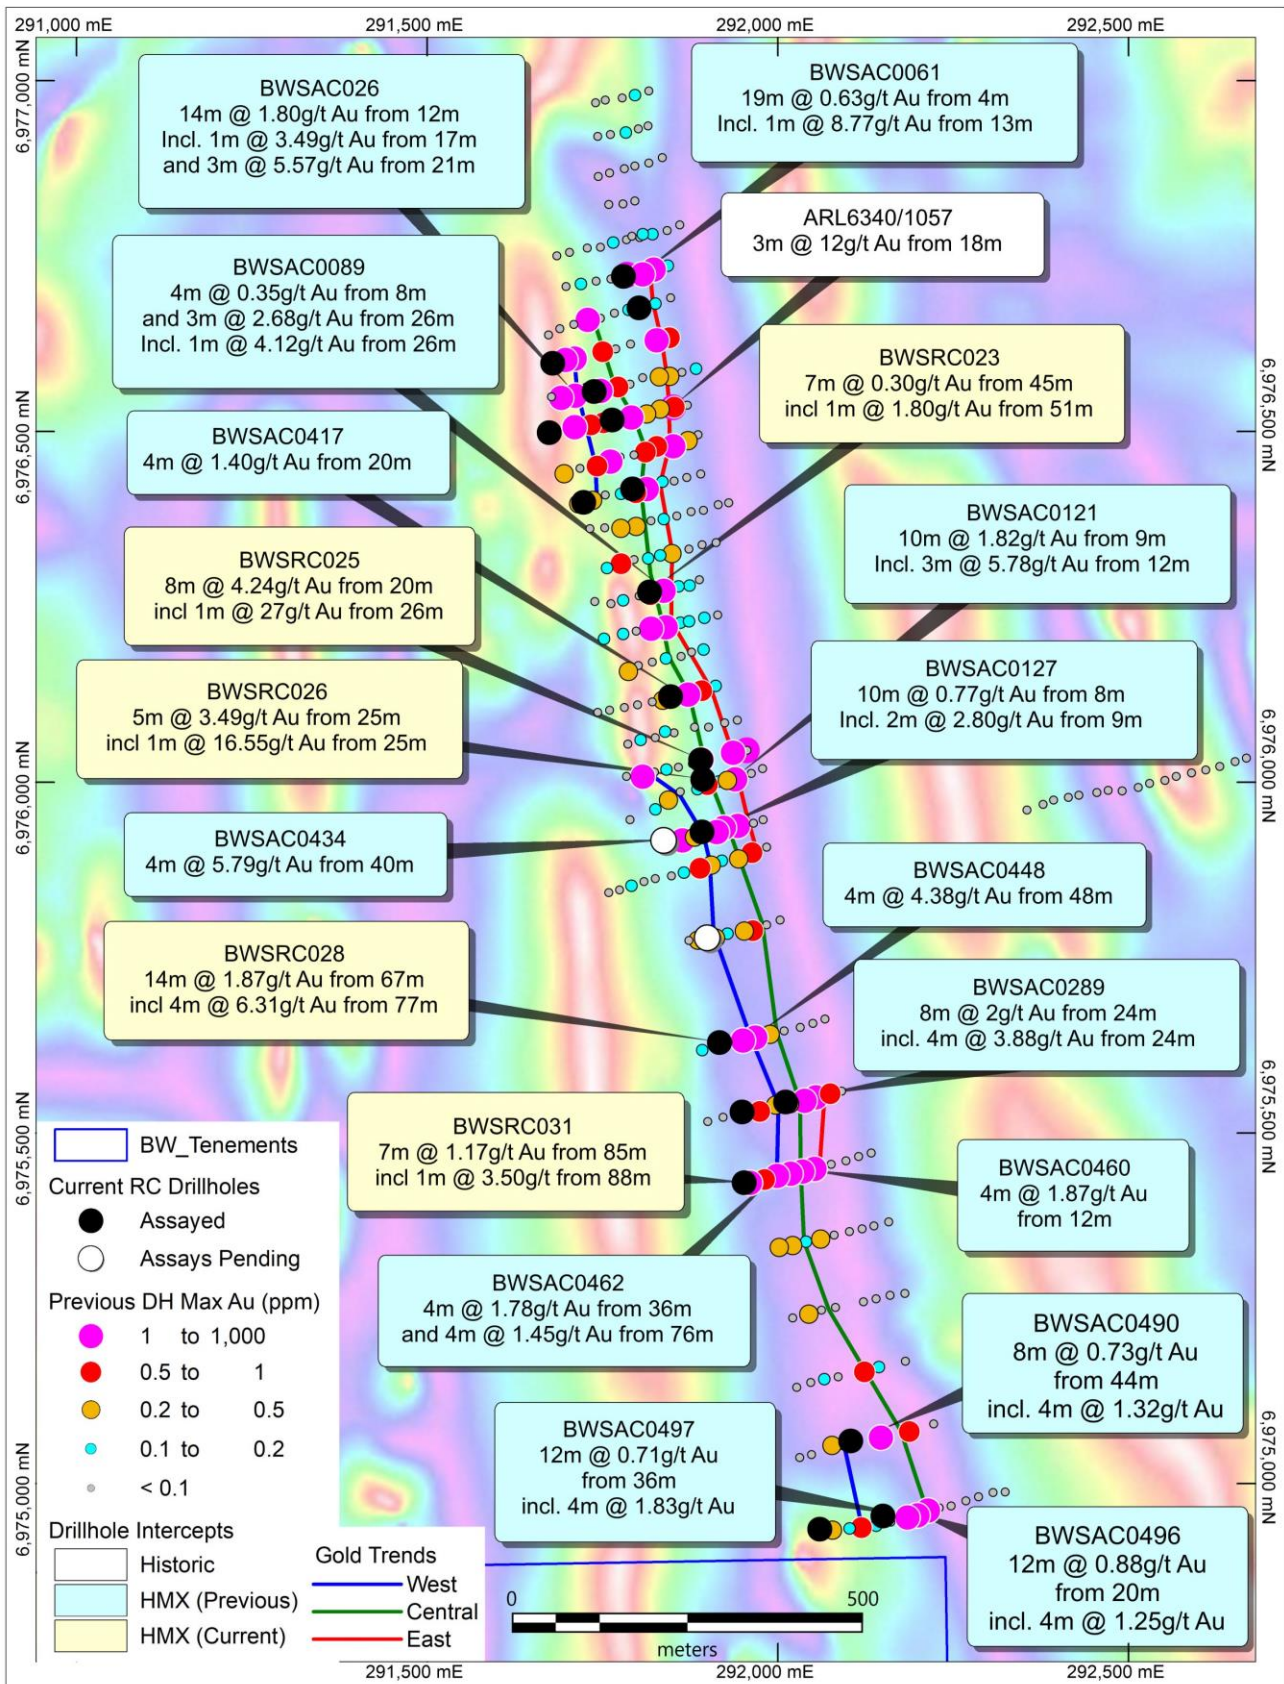 291,000 mE
291,500 mE
292,000 mE
292,500 mE
6,977,000 mN
BWSAC026
14m @ 1.80g/t Au from 12m
Incl. 1m @ 3.49g/t Au from 17m
and 3m @ 5.57g/t Au from 21m
BWSAC0061
19m @ 0.63g/t Au from 4m
Incl. 1m @ 8.77g/t Au from 13m
ARL6340/1057
3m @ 12g/t Au from 18m
BWSAC0089
4m @ 0.35g/t Au from 8m
and 3m @ 2.68g/t Au from 26m
Incl. 1m @ 4.12g/t Au from 26m
BWSRC023
7m @ 0.30g/t Au from 45m
incl 1m @ 1.80g/t Au from 51m
6,976,500 mN
6,976,500 mN
BWSAC0417
4m @ 1.40g/t Au from 20m
BWSAC0121
10m @ 1.82g/t Au from 9m
Incl. 3m @ 5.78g/t Au from 12m
BWSRC025
8m @ 4.24g/t Au from 20m
incl 1m @ 27g/t Au from 26m
BWSAC0127
10m @ 0.77g/t Au from 8m
Incl. 2m @ 2.80g/t Au from 9m
BWSRC026
5m @ 3.49g/t Au from 25m
incl 1m @ 16.55g/t Au from 25m
6,976,000 mN
6,976,000 mN
BWSAC0434
4m @ 5.79g/t Au from 40m
BWSAC0448
4m @ 4.38g/t Au from 48m
BWSRC028
14m @ 1.87g/t Au from 67m
incl 4m @ 6.31g/t Au from 77m
BWSAC0289
8m @ 2g/t Au from 24m
incl. 4m @ 3.88g/t Au from 24m
6,975,500 mN
6,975,500 mN
BWSRC031
7m @ 1.17g/t Au from 85m
incl 1m @ 3.50g/t from 88m
BWSAC0460
4m @ 1.87g/t Au
from 12m
BWSAC0462
4m @ 1.78g/t Au from 36m
and 4m @ 1.45g/t Au from 76m
BWSAC0490
8m @ 0.73g/t Au
from 44m
incl. 4m @ 1.32g/t Au
BWSAC0497
12m @ 0.71g/t Au
from 36m
incl. 4m @ 1.83g/t Au
6,975,000 mN
6,975,000 mN
BWSAC0496
12m @ 0.88g/t Au
from 20m
incl. 4m @ 1.25g/t Au
BW_Tenements
Current RC Drillholes
Assayed
Assays Pending
Previous DH Max Au (ppm)
1 to 1,000
0.5 to 1
0.2 to 0.5
0.1 to 0.2
< 0.1
Drillhole Intercepts
Historic
HMX (Previous)
HMX (Current)
Gold Trends
West
Central
East
0 500
meters
291,500 mE
292,000 mE
292,500 mE